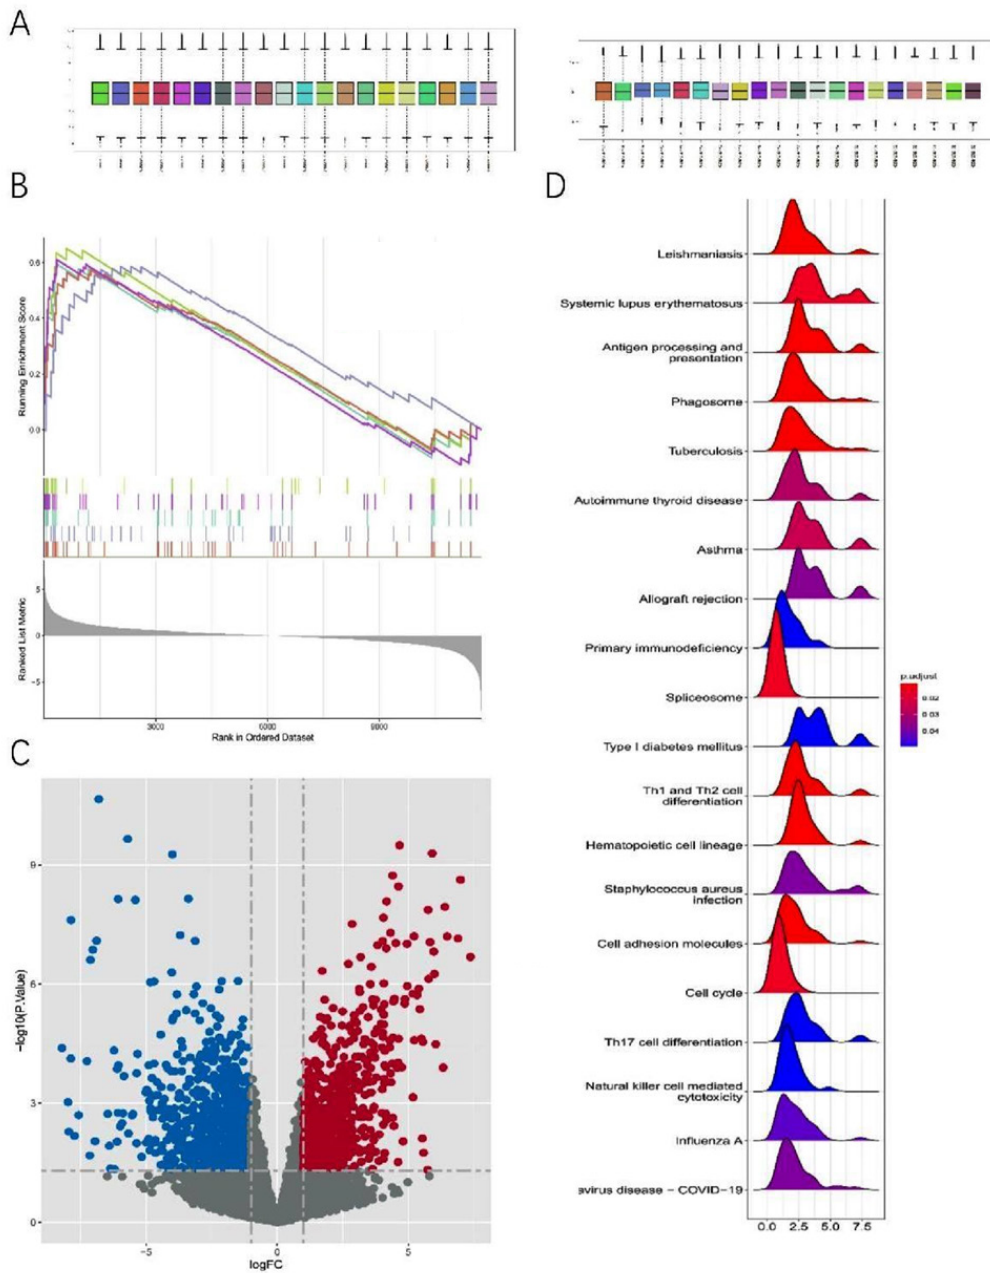 A
B
D
Running Enrichment Score
0.6
0.4
0.2
0.0
Ranked List Metric
5
0
−5
3000
Rank in Ordered Dataset
C
−log10(P.Value)
9
6
3
0
−5
0
5
logFC
Leishmaniasis
Systemic lupus erythematosus
Antigen processing and
presentation
Phagosome
Tuberculosis
Autoimmune thyroid disease
Asthma
Allograft rejection
Primary immunodeficiency
Spliceosome
Type I diabetes mellitus
Th1 and Th2 cell
differentiation
Hematopoietic cell lineage
Staphylococcus aureus
infection
Cell adhesion molecules
Cell cycle
Th17 cell differentiation
Natural killer cell mediated
cytotoxicity
Influenza A
avirus disease − COVID−19
0.0 2.5 5.0 7.5
p.adjust
0.02
0.03
0.04